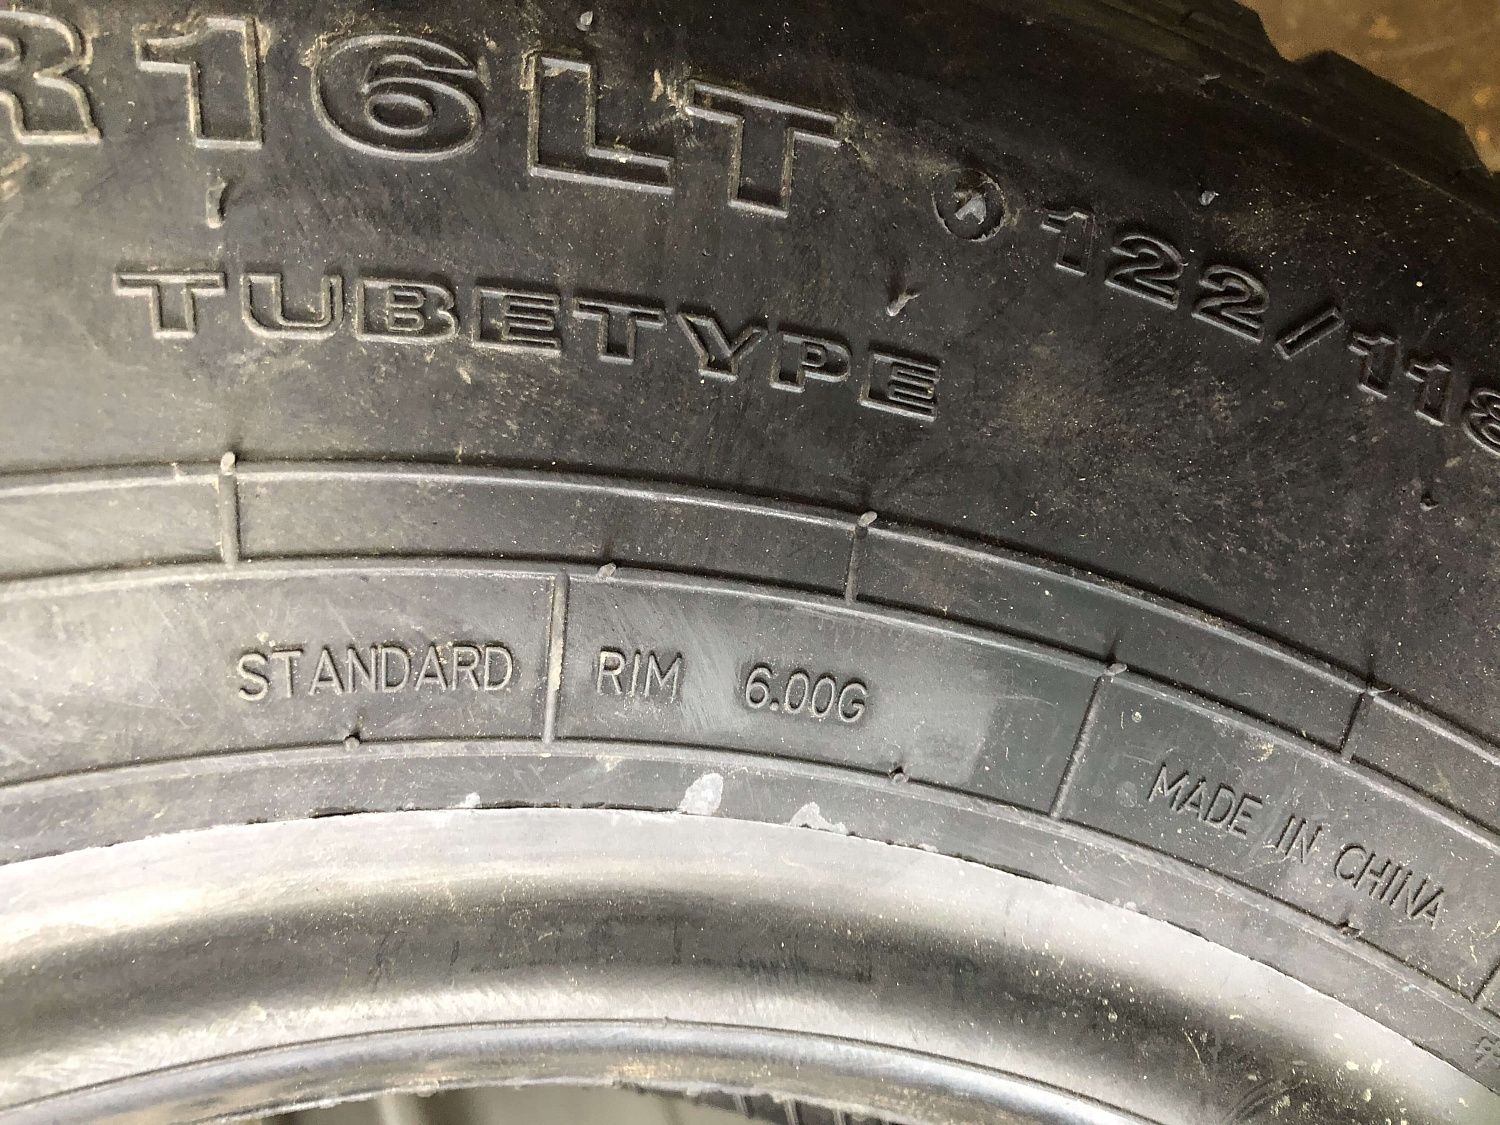 R16LT 122/118
TUBETYPE
STANDARD RIM 6.00G
MADE IN CHINA